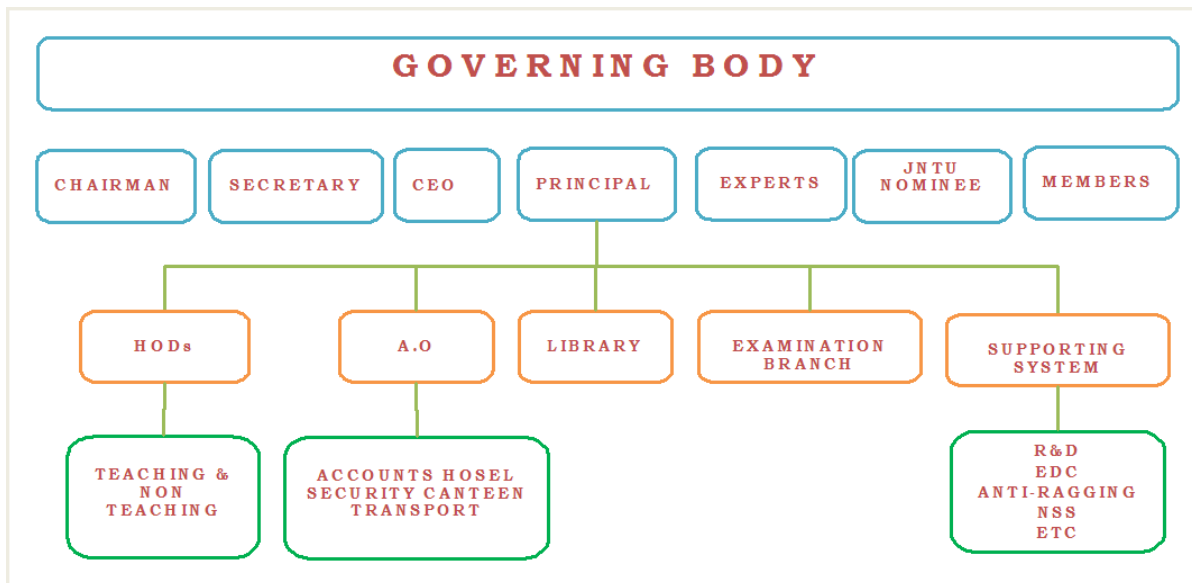 GOVERNING BODY
CHAIRMAN
SECRETARY
CEO
PRINCIPAL
EXPERTS
JNTU
NOMINEE
MEMBERS
HODs
A.O
LIBRARY
EXAMINATION
BRANCH
SUPPORTING
SYSTEM
TEACHING &
NON
TEACHING
ACCOUNTS HOSEL
SECURITY CANTEEN
TRANSPORT
R&D
EDC
ANTI-RAGGING
NSS
ETC